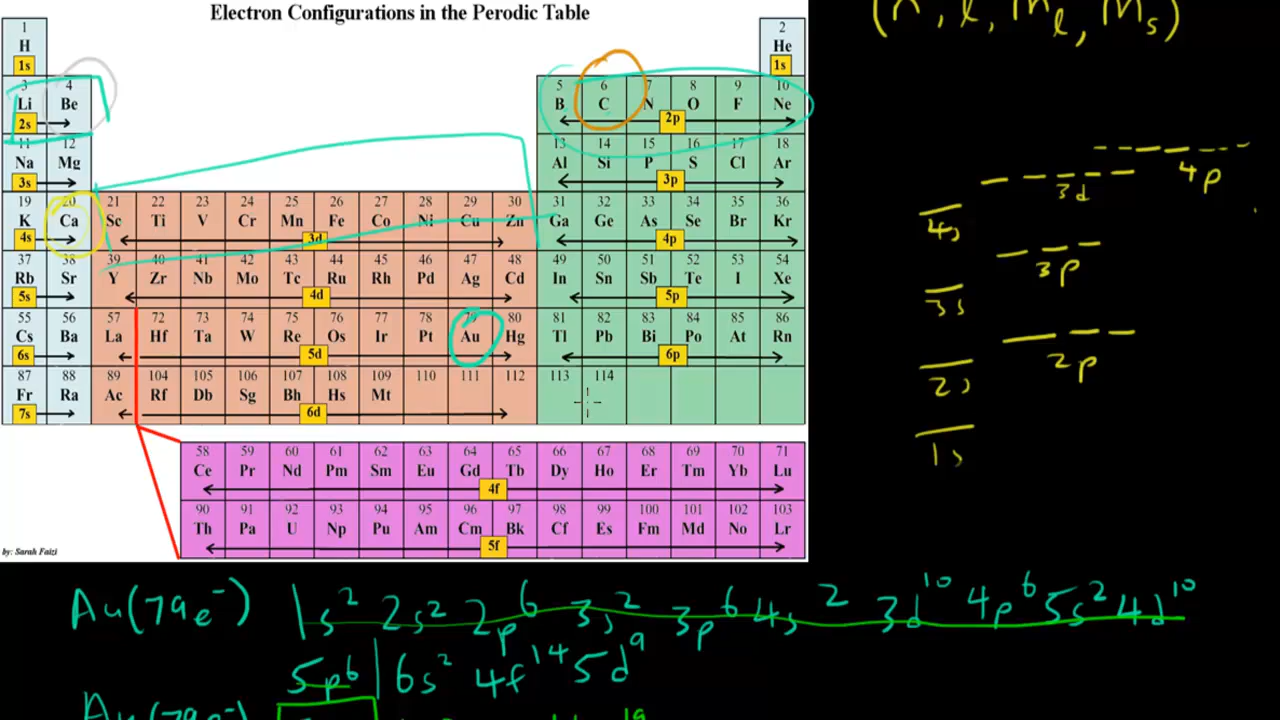 Electron Configurations in the Perodic Table
(n, l, m_l, m_s)
1 2
H He
1s 1s
3 4 5 6 7 8 9 10
Li Be B C N O F Ne
2s 2p
11 12 13 14 15 16 17 18
Na Mg Al Si P S Cl Ar
3s 3p
19 20 21 22 23 24 25 26 27 28 29 30 31 32 33 34 35 36
K Ca Sc Ti V Cr Mn Fe Co Ni Cu Zn Ga Ge As Se Br Kr
4s 3d 4p
37 38 39 40 41 42 43 44 45 46 47 48 49 50 51 52 53 54
Rb Sr Y Zr Nb Mo Tc Ru Rh Pd Ag Cd In Sn Sb Te I Xe
5s 4d 5p
55 56 57 72 73 74 75 76 77 78 79 80 81 82 83 84 85 86
Cs Ba La Hf Ta W Re Os Ir Pt Au Hg Tl Pb Bi Po At Rn
6s 5d 6p
87 88 89 104 105 106 107 108 109 110 111 112 113 114
Fr Ra Ac Rf Db Sg Bh Hs Mt
7s 6d
58 59 60 61 62 63 64 65 66 67 68 69 70 71
Ce Pr Nd Pm Sm Eu Gd Tb Dy Ho Er Tm Yb Lu
4f
90 91 92 93 94 95 96 97 98 99 100 101 102 103
Th Pa U Np Pu Am Cm Bk Cf Es Fm Md No Lr
5f
by: Sarah Faizi
4p
3d
4s
3p
3s
2p
2s
1s
Au(79e⁻) 1s² 2s² 2p⁶ 3s² 3p⁶ 4s² 3d¹⁰ 4p⁶ 5s² 4d¹⁰
5p⁶ | 6s² 4f¹⁴ 5d⁹
Au(79e⁻)